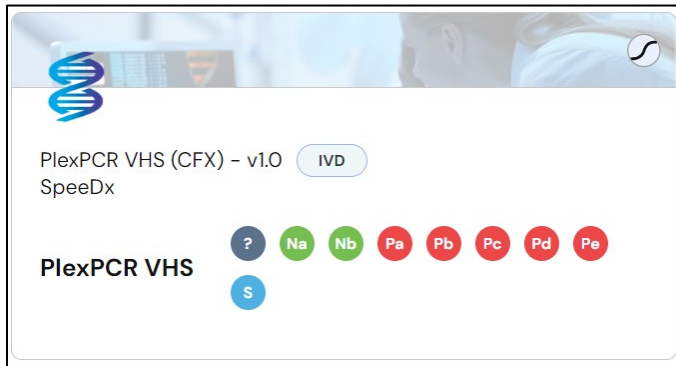 PlexPCR VHS (CFX) - v1.0 IVD
SpeeDx
PlexPCR VHS
? Na Nb Pa Pb Pc Pd Pe
S